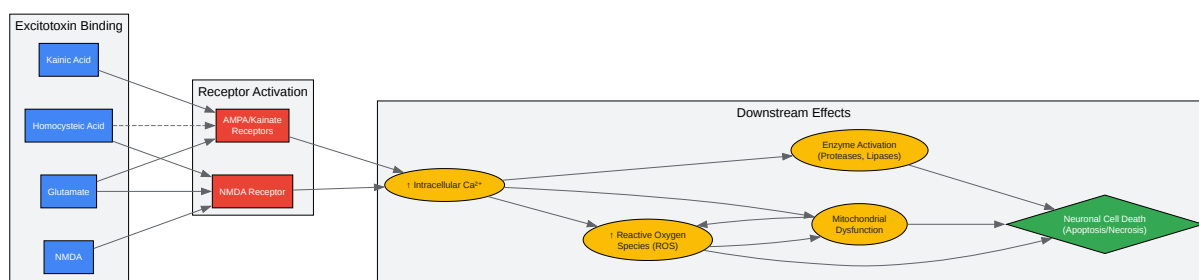 Excitotoxin Binding
Kainic Acid
Homocysteic Acid
Glutamate
NMDA
Receptor Activation
AMPA/Kainate
Receptors
NMDA Receptor
Downstream Effects
↑ Intracellular Ca²⁺
Enzyme Activation
(Proteases, Lipases)
↑ Reactive Oxygen
Species (ROS)
Mitochondrial
Dysfunction
Neuronal Cell Death
(Apoptosis/Necrosis)